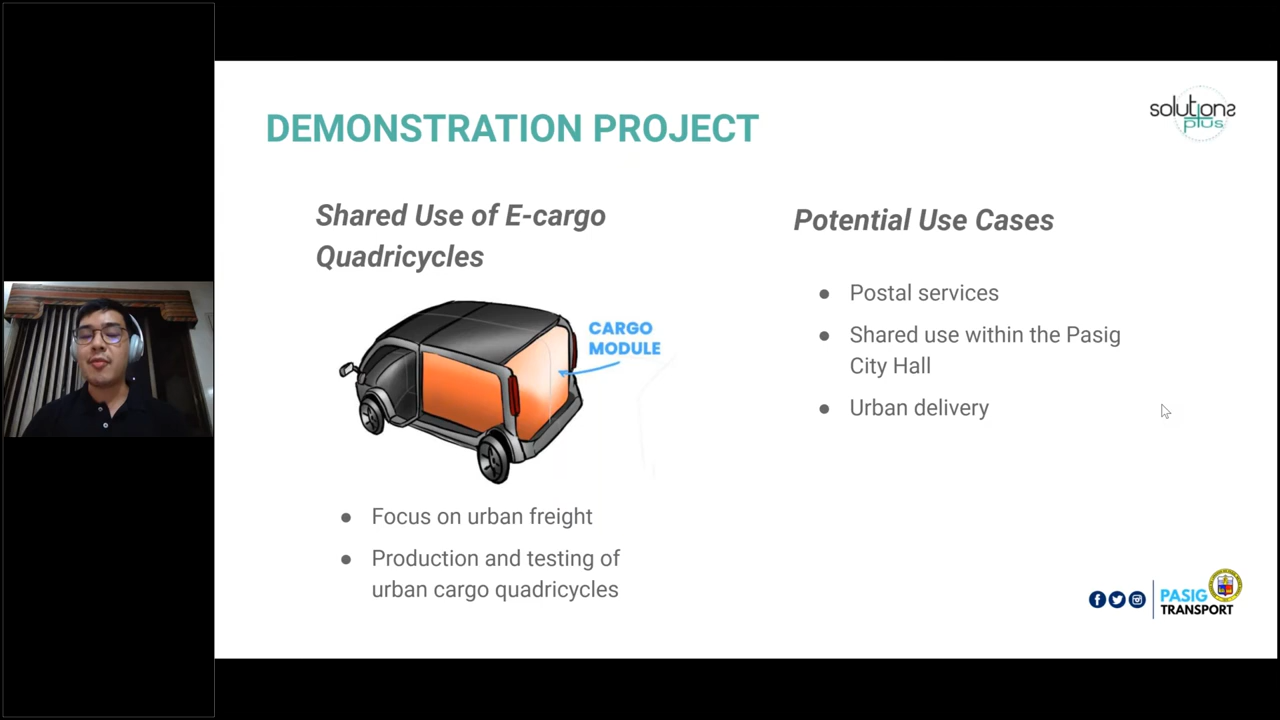 DEMONSTRATION PROJECT
solutions
plus
Shared Use of E-cargo
Quadricycles
CARGO
MODULE
● Focus on urban freight
● Production and testing of
urban cargo quadricycles
Potential Use Cases
● Postal services
● Shared use within the Pasig
City Hall
● Urban delivery
PASIG
TRANSPORT